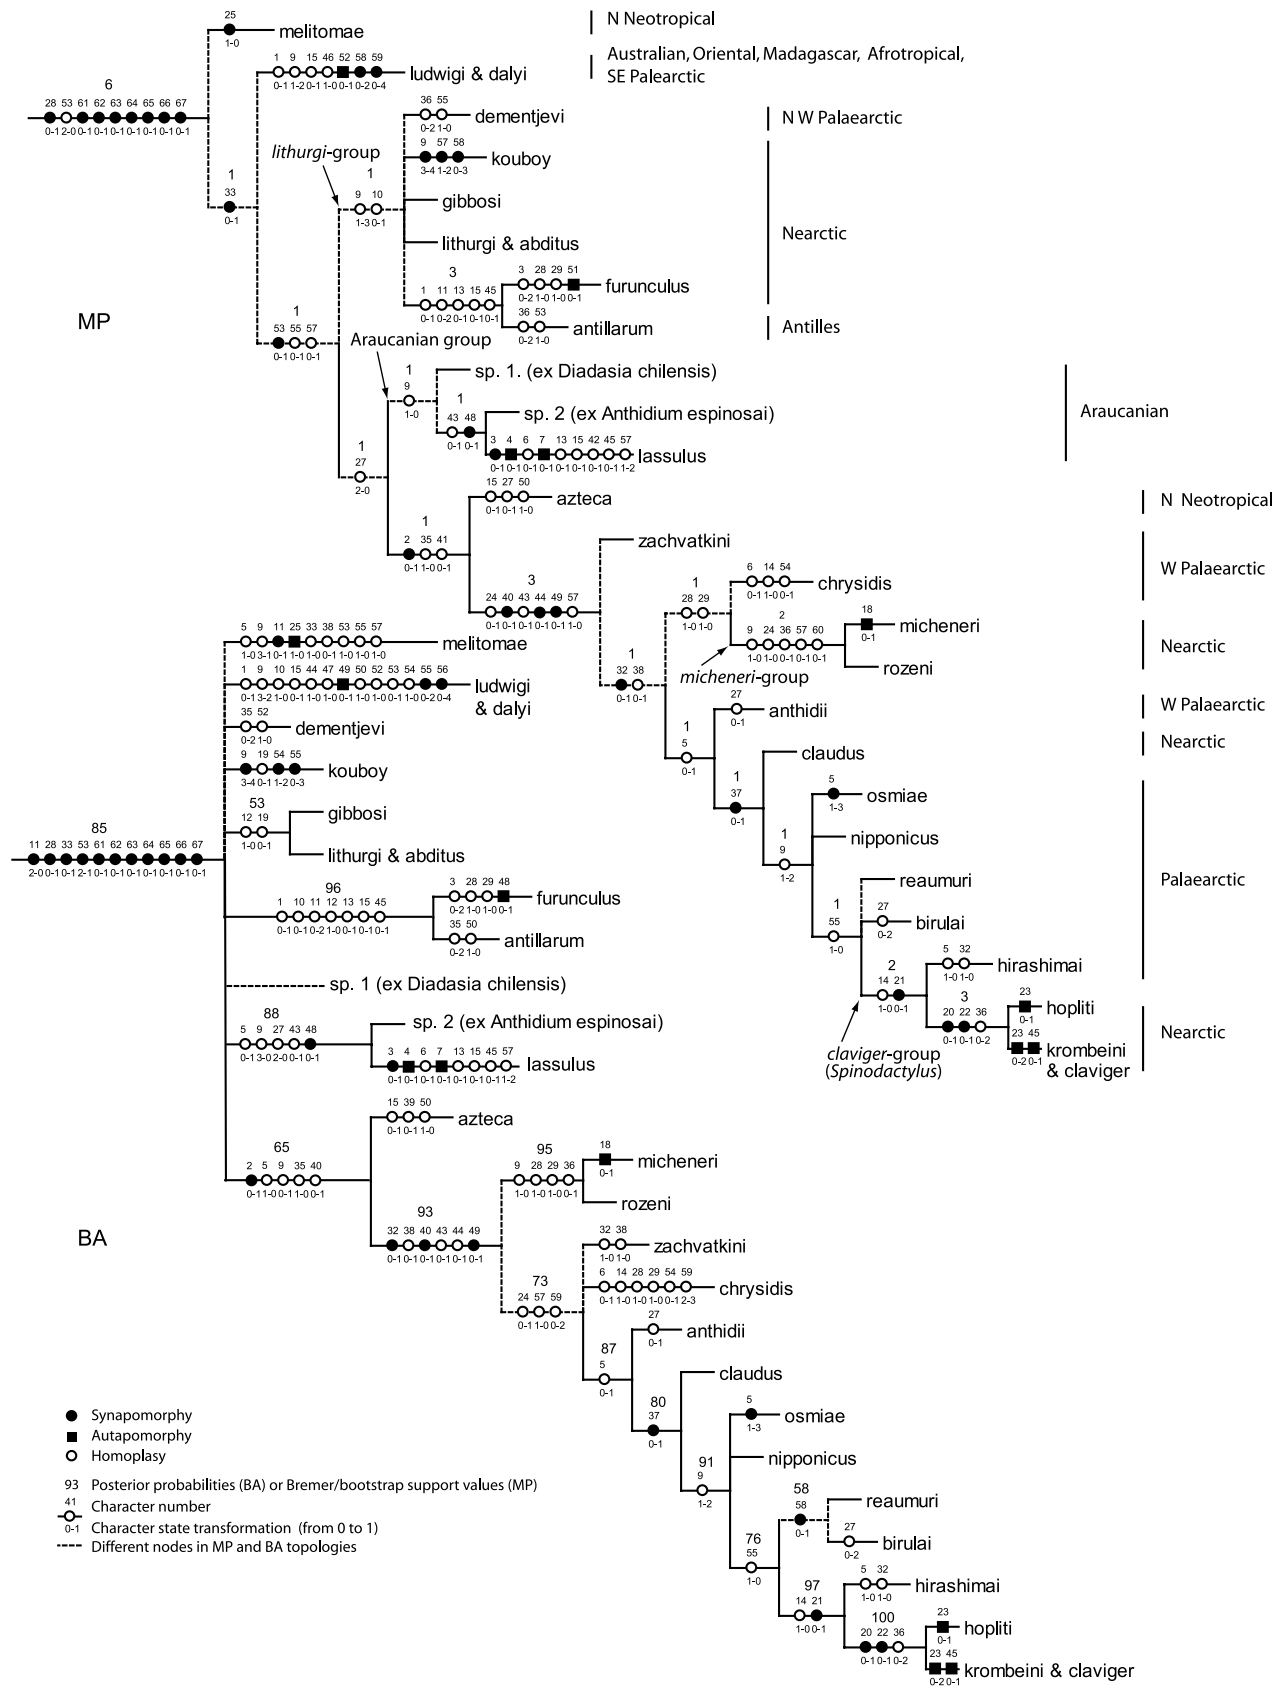 25
melitomae
1-0
N Neotropical
1 9 15 46 52 58 59
ludwigi & dalyi
0-1 1-2 0-1 1-0 0-1 0-2 0-4
Australian, Oriental, Madagascar, Afrotropical,
SE Palearctic
6
28 53 61 62 63 64 65 66 67
0-1 2-0 0-1 0-1 0-1 0-1 0-1 0-1 0-1
36 55
dementjevi
0-2 1-0
N W Palaearctic
lithurgi-group
9 57 58
kouboy
3-4 1-2 0-3
1
33
0-1
1
9 10
1-3 0-1
gibbosi
Nearctic
lithurgi & abditus
3
1 11 13 15 45
0-1 0-2 0-1 0-1 0-1
3 28 29 51
furunculus
0-2 1-0 1-0 0-1
MP
1
53 55 57
0-1 0-1 0-1
36 53
antillarum
0-2 1-0
Antilles
Araucanian group
1
9
1-0
sp. 1. (ex Diadasia chilensis)
1
43 48
0-1 0-1
sp. 2 (ex Anthidium espinosai)
Araucanian
3 4 6 7 13 15 42 45 57
lassulus
0-1 0-1 0-1 0-1 0-1 0-1 0-1 0-1 1-2
1
27
2-0
15 27 50
azteca
0-1 0-1 1-0
N Neotropical
1
2 35 41
0-1 1-0 0-1
zachvatkini
W Palaearctic
3
24 40 43 44 49 57
0-1 0-1 0-1 0-1 0-1 1-0
1
28 29
1-0 1-0
6 14 54
chrysidis
0-1 1-0 0-1
2
9 24 36 57 60
1-0 1-0 0-1 0-1 0-1
18
micheneri
0-1
Nearctic
rozeni
1
32 38
0-1 0-1
micheneri-group
5 9 11 25 33 38 53 55 57
melitomae
1-0 3-1 0-1 1-0 1-0 0-1 1-0 1-0 1-0
1 9 10 15 44 47 49 50 52 53 54 55 56
ludwigi
& dalyi
0-1 3-2 1-0 0-1 1-0 1-0 0-1 1-0 1-0 0-1 1-0 0-2 0-4
27
anthidii
0-1
W Palaearctic
35 52
dementjevi
0-2 1-0
1
5
0-1
claudus
Nearctic
9 19 54 55
kouboy
3-4 0-1 1-2 0-3
1
37
0-1
5
osmiae
1-3
53
12 19
1-0 0-1
gibbosi
lithurgi & abditus
1
9
1-2
nipponicus
85
11 28 33 53 61 62 63 64 65 66 67
2-0 0-1 0-1 2-1 0-1 0-1 0-1 0-1 0-1 0-1 0-1
Palaearctic
reaumuri
96
1 10 11 12 13 15 45
0-1 0-1 0-2 1-0 0-1 0-1 0-1
3 28 29 48
furunculus
0-2 1-0 1-0 0-1
35 50
antillarum
0-2 1-0
1
55
1-0
27
birulai
0-2
sp. 1 (ex Diadasia chilensis)
2
14 21
1-0 0-1
5 32
hirashimai
1-0 1-0
3
20 22 36
0-1 0-1 0-2
23
hopliti
0-1
Nearctic
23 45
krombeini
& claviger
0-2 0-1
claviger-group
(Spinodactylus)
88
5 9 27 43 48
0-1 3-0 2-0 0-1 0-1
sp. 2 (ex Anthidium espinosai)
3 4 6 7 13 15 45 57
lassulus
0-1 0-1 0-1 0-1 0-1 0-1 0-1 1-2
15 39 50
azteca
0-1 0-1 1-0
65
2 5 9 35 40
0-1 1-0 0-1 1-0 0-1
95
9 28 29 36
1-0 1-0 1-0 0-1
18
micheneri
0-1
rozeni
BA
93
32 38 40 43 44 49
0-1 0-1 0-1 0-1 0-1 0-1
32 38
zachvatkini
1-0 1-0
73
24 57 59
0-1 1-0 0-2
6 14 28 29 54 59
chrysidis
0-1 1-0 1-0 1-0 0-1 2-3
27
anthidii
0-1
87
5
0-1
claudus
80
37
0-1
5
osmiae
1-3
91
9
1-2
nipponicus
58
58
0-1
reaumuri
27
birulai
0-2
76
55
1-0
97
14 21
1-0 0-1
5 32
hirashimai
1-0 1-0
100
20 22 36
0-1 0-1 0-2
23
hopliti
0-1
23 45
krombeini & claviger
0-2 0-1
Synapomorphy
Autapomorphy
Homoplasy
93 Posterior probabilities (BA) or Bremer/bootstrap support values (MP)
41 Character number
0-1 Character state transformation (from 0 to 1)
Different nodes in MP and BA topologies